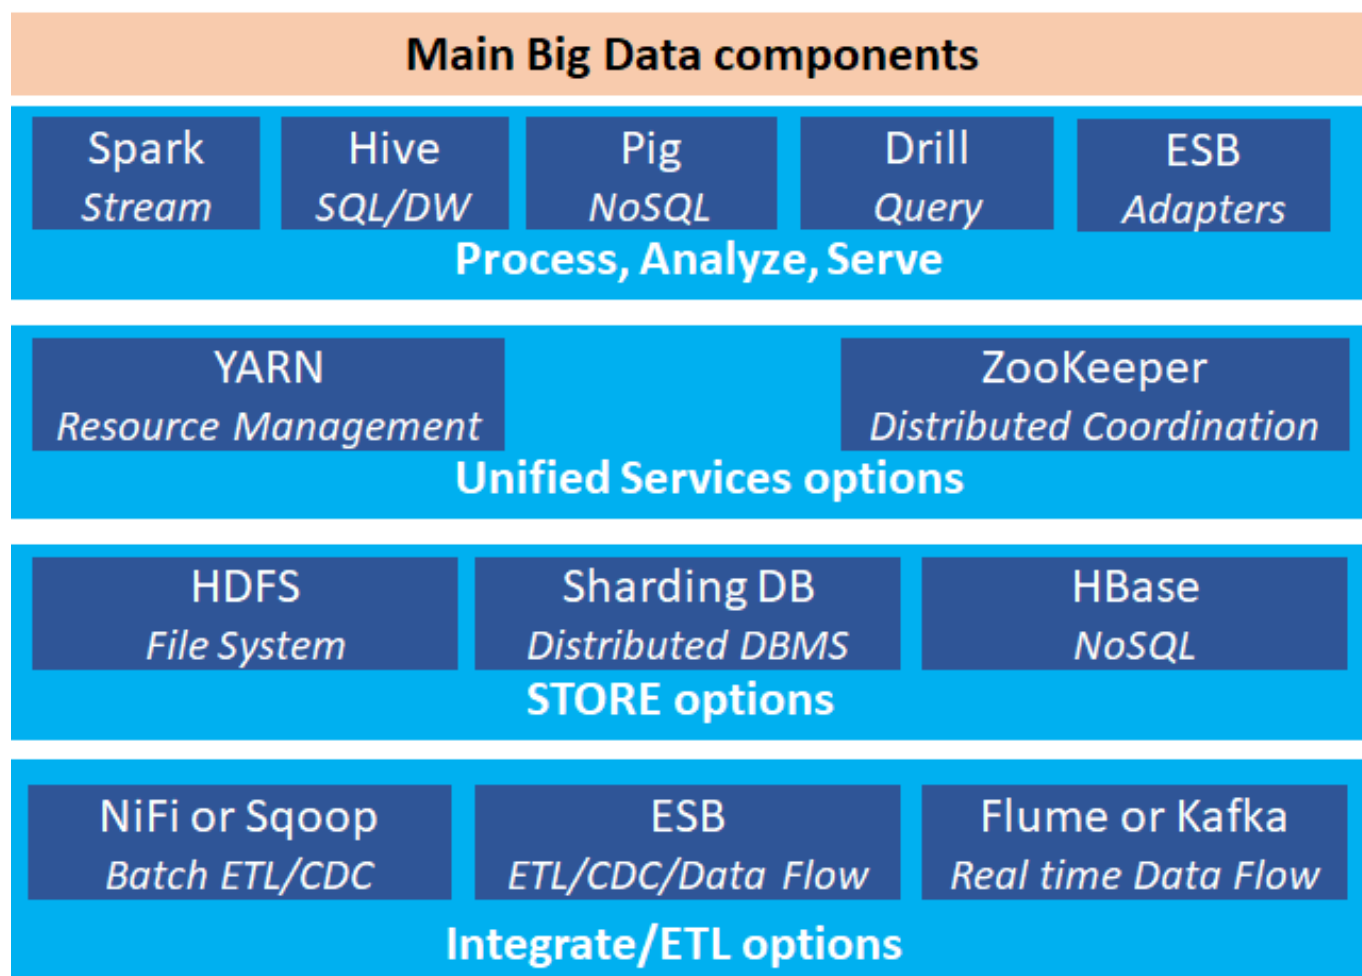 Main Big Data components
Spark
Stream
Hive
SQL/DW
Pig
NoSQL
Drill
Query
ESB
Adapters
Process, Analyze, Serve
YARN
Resource Management
ZooKeeper
Distributed Coordination
Unified Services options
HDFS
File System
Sharding DB
Distributed DBMS
HBase
NoSQL
STORE options
NiFi or Sqoop
Batch ETL/CDC
ESB
ETL/CDC/Data Flow
Flume or Kafka
Real time Data Flow
Integrate/ETL options